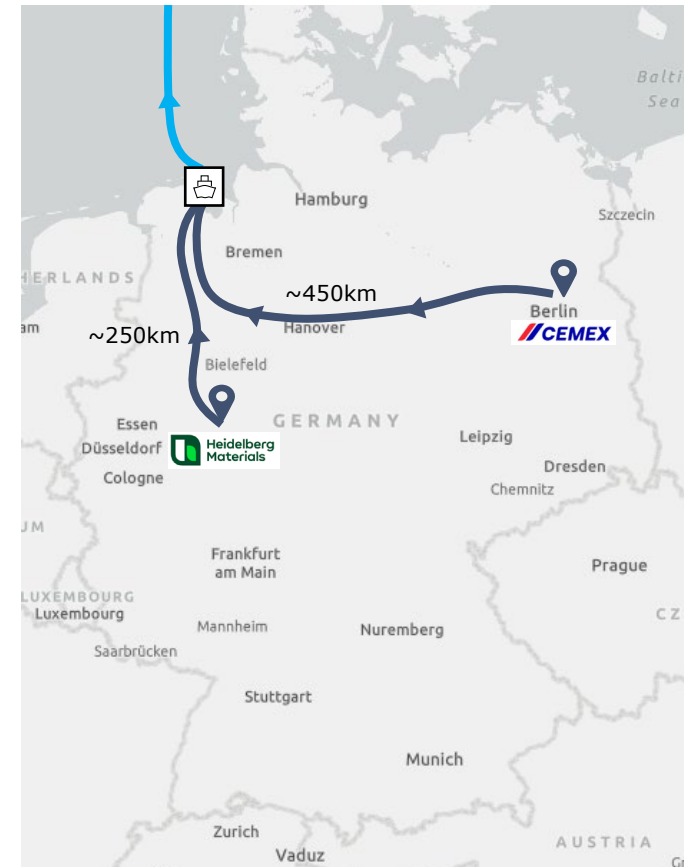 Balti
Sea
Hamburg
Szczecin
Bremen
HERLANDS
~450km
Berlin
CEMEX
am
~250km
Hanover
Bielefeld
GERMANY
Essen
Düsseldorf
Cologne
Heidelberg
Materials
Leipzig
Dresden
Chemnitz
UM
Frankfurt
am Main
Prague
LUXEMBOURG
Luxembourg
Mannheim
Nuremberg
CZ
Saarbrücken
Stuttgart
Munich
Zurich
Vaduz
AUSTRIA